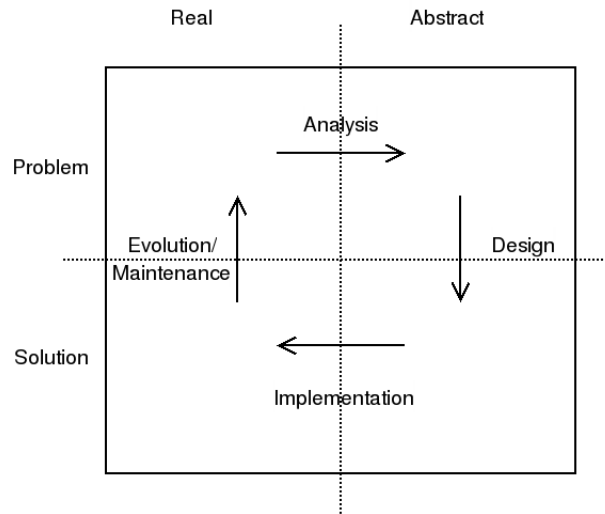 Real
Abstract
Analysis
Problem
Evolution/
Maintenance
Design
Solution
Implementation